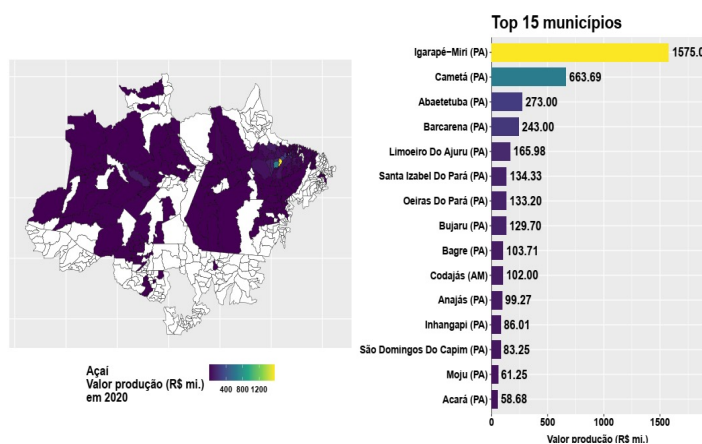 Top 15 municípios
Igarapé-Miri (PA) 1575.0
Cametá (PA) 663.69
Abaetetuba (PA) 273.00
Barcarena (PA) 243.00
Limoeiro Do Ajuru (PA) 165.98
Santa Izabel Do Pará (PA) 134.33
Oeiras Do Pará (PA) 133.20
Bujaru (PA) 129.70
Bagre (PA) 103.71
Codajás (AM) 102.00
Anajás (PA) 99.27
Inhangapi (PA) 86.01
São Domingos Do Capim (PA) 83.25
Moju (PA) 61.25
Acará (PA) 58.68
0 500 1000 1500
Valor produção (R$ mi.)
Açaí
Valor produção (R$ mi.)
em 2020
400 800 1200